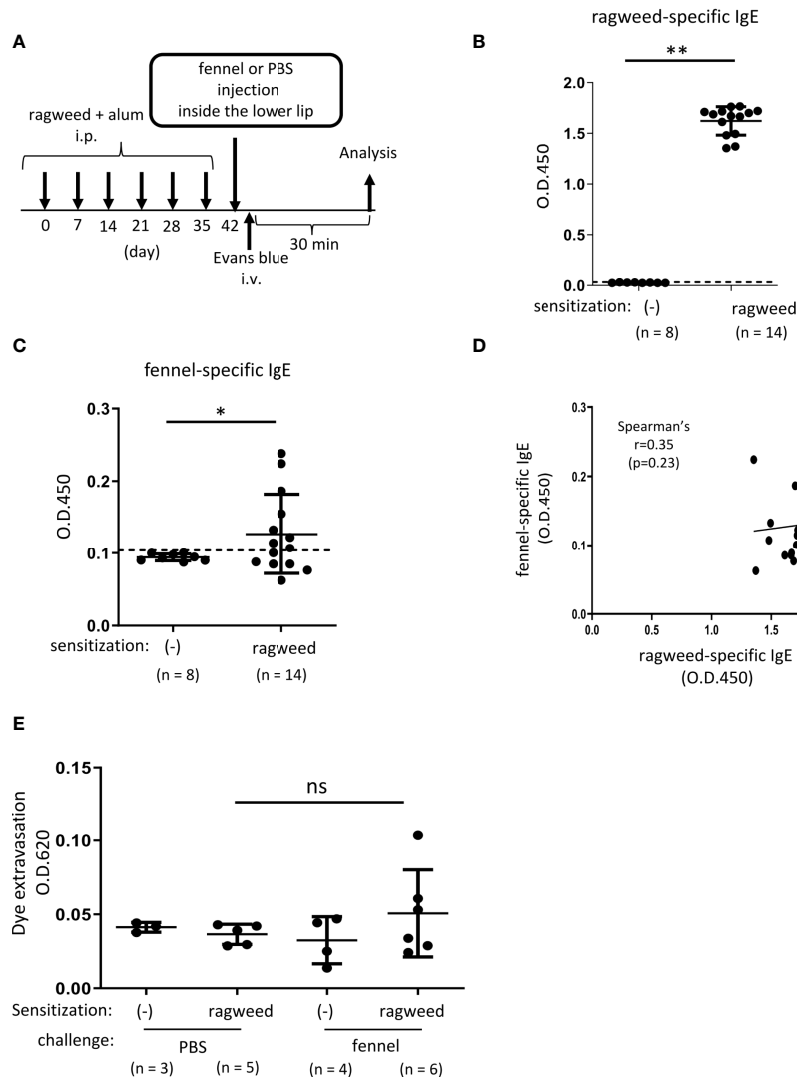 A
fennel or PBS
injection
inside the lower lip
ragweed + alum
i.p.
Analysis
0 7 14 21 28 35 42
(day)
30 min
Evans blue
i.v.
B
ragweed-specific IgE
**
2.0
1.5
1.0
0.5
0.0
O.D.450
sensitization: (-) ragweed
(n = 8) (n = 14)
C
fennel-specific IgE
*
0.3
0.2
0.1
0.0
O.D.450
sensitization: (-) ragweed
(n = 8) (n = 14)
D
0.3
0.2
0.1
0.0
Spearman's
r=0.35
(p=0.23)
fennel-specific IgE
(O.D.450)
0.0 0.5 1.0 1.5
ragweed-specific IgE
(O.D.450)
E
0.15
0.10
0.05
0.00
ns
Dye extravasation
O.D.620
Sensitization: (-) ragweed (-) ragweed
challenge: PBS fennel
(n = 3) (n = 5) (n = 4) (n = 6)